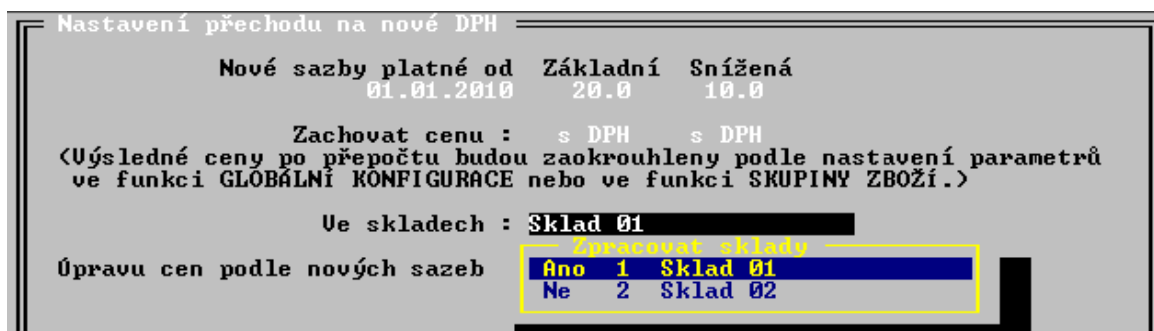 Nastavení přechodu na nové DPH
Nové sazby platné od Základní Snížená
01.01.2010 20.0 10.0
Zachovat cenu : s DPH s DPH
(Výsledné ceny po přepočtu budou zaokrouhleny podle nastavení parametrů
ve funkci GLOBÁLNÍ KONFIGURACE nebo ve funkci SKUPINY ZBOŽÍ.)
Ve skladech : Sklad 01
Zpracovat sklady
Úpravu cen podle nových sazeb
Ano 1 Sklad 01
Ne 2 Sklad 02